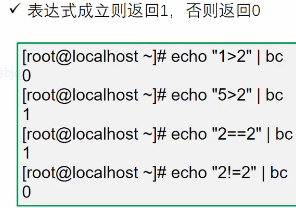 ✓ 表达式成立则返回1，否则返回0
[root@localhost ~]# echo "1>2" | bc
0
[root@localhost ~]# echo "5>2" | bc
1
[root@localhost ~]# echo "2==2" | bc
1
[root@localhost ~]# echo "2!=2" | bc
0